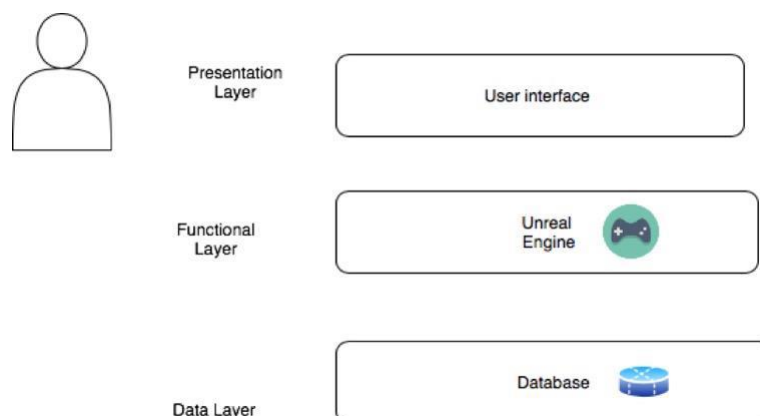 Presentation
Layer
User interface
Functional
Layer
Unreal
Engine
Data Layer
Database